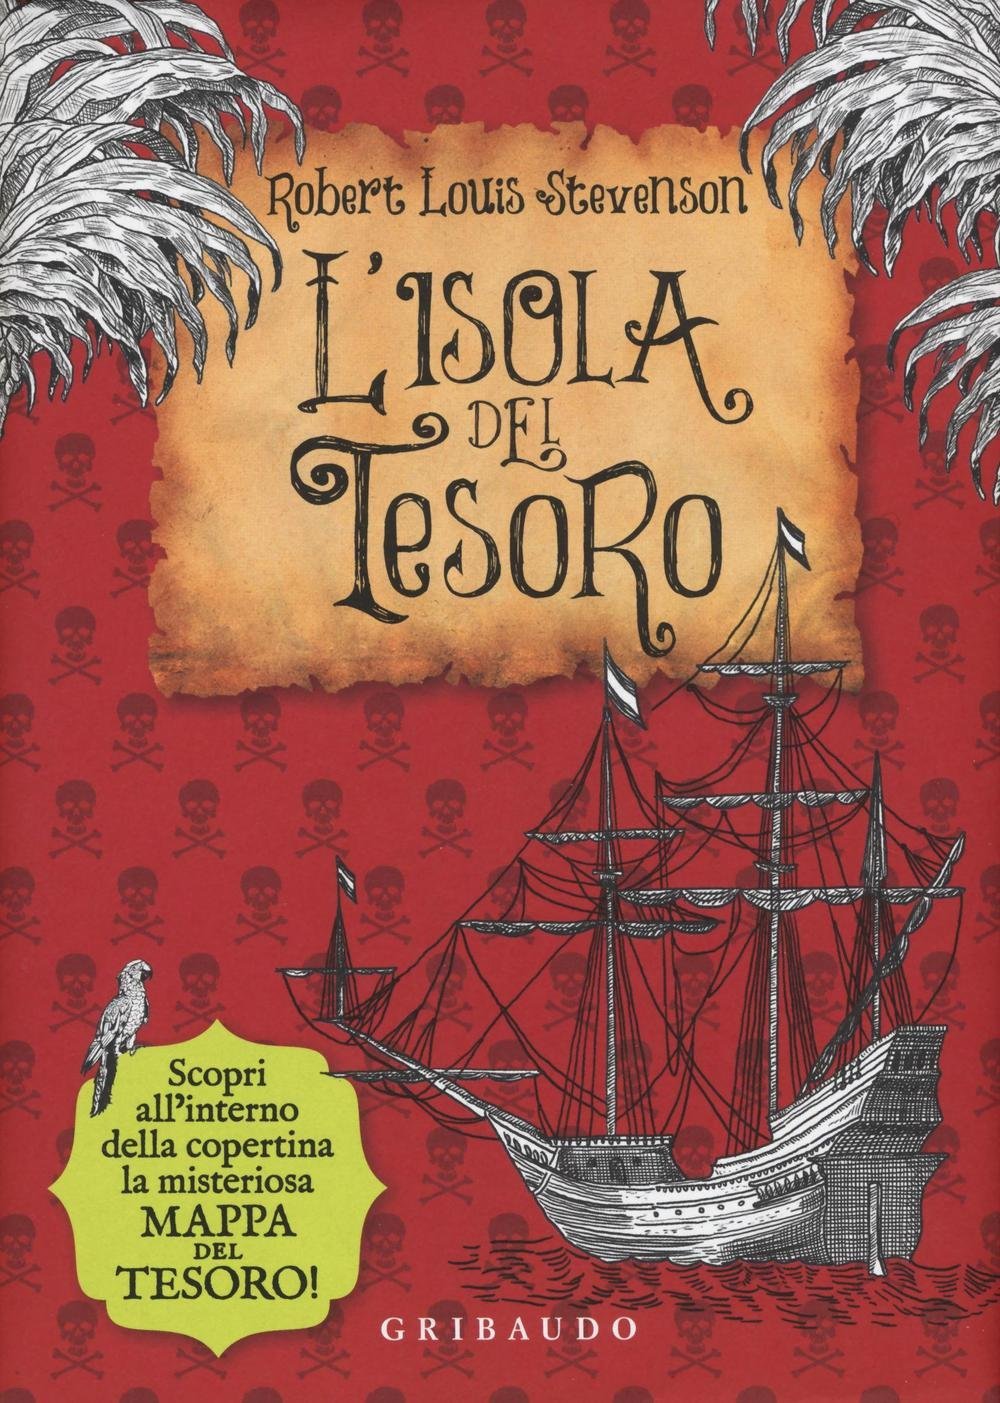 Robert Louis Stevenson
L'ISOLA
DEL
TESORO
Scopri
all'interno
della copertina
la misteriosa
MAPPA
DEL
TESORO!
GRIBAUDO